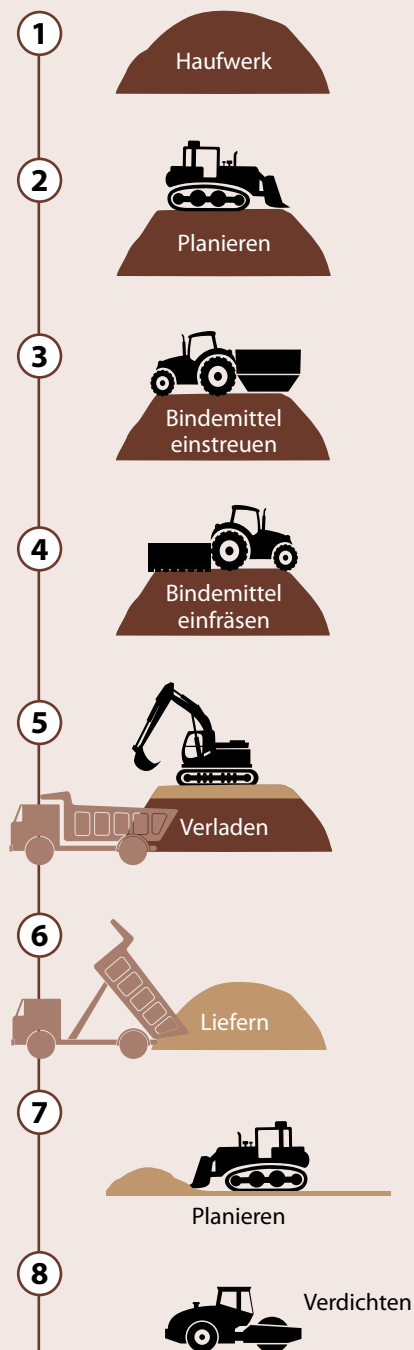 1
Haufwerk
2
Planieren
3
Bindemittel
einstreuen
4
Bindemittel
einfräsen
5
Verladen
6
Liefern
7
Planieren
8
Verdichten